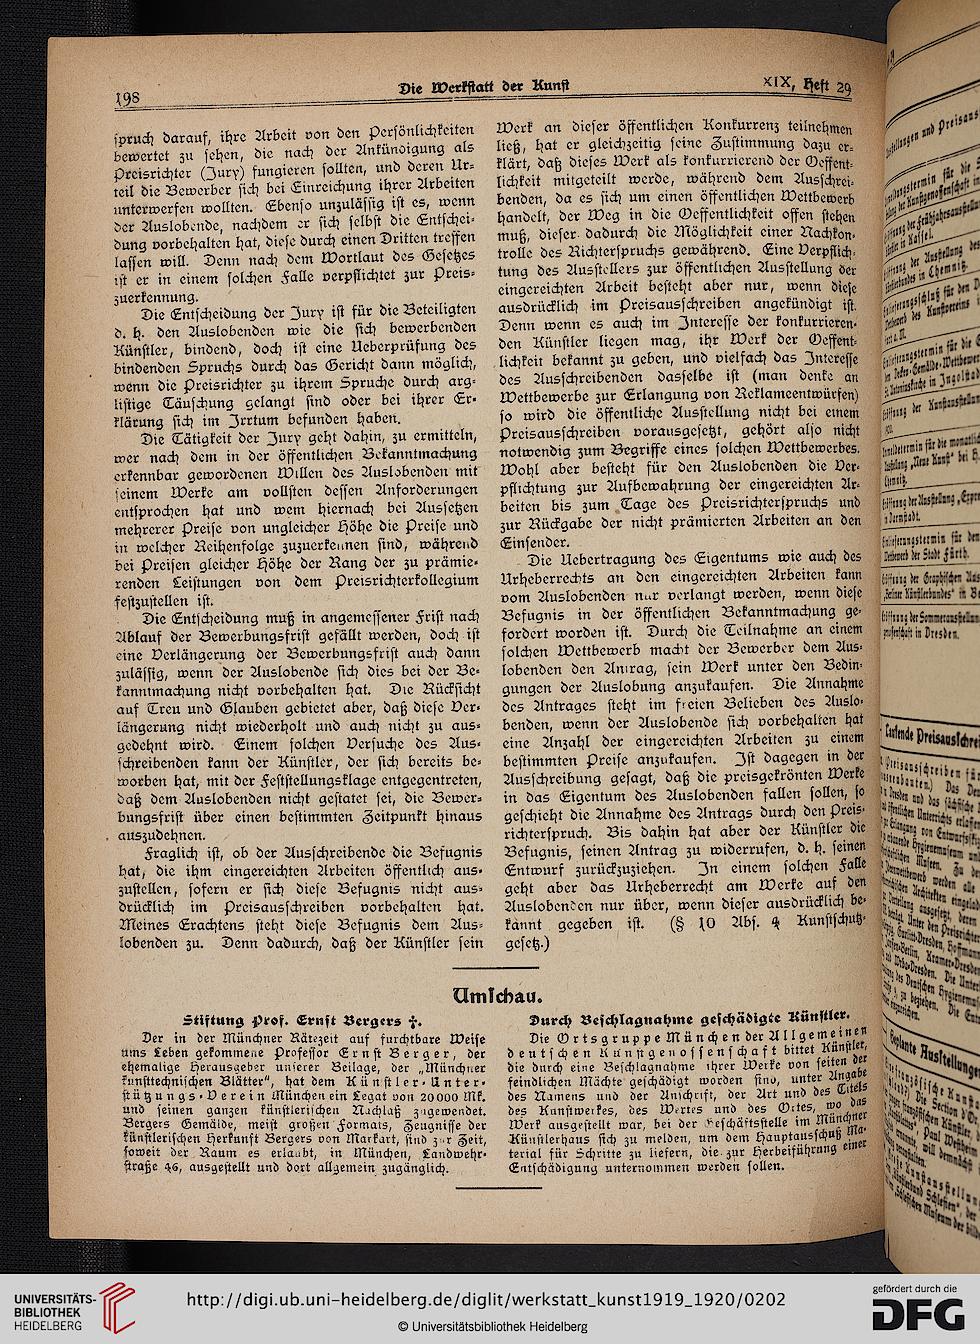 198
Die Werkstatt der Kunst
XIX, Heft 29
spruch darauf, ihre Arbeit von den Persönlichkeiten
bewertet zu sehen, die nach der Ankündigung als
Preisrichter (Jury) fungieren sollten, und deren Ur-
teil die Bewerber sich bei Einreichung ihrer Arbeiten
unterwerfen wollten. Ebenso unzulässig ist es, wenn
der Auslobende, nachdem er sich selbst die Entschei-
dung vorbehalten hat, diese durch einen Dritten treffen
lassen will. Denn nach dem Wortlaut des Gesetzes
ist er in einem solchen Falle verpflichtet zur Preis-
zuerkennung.
Die Entscheidung der Jury ist für die Beteiligten
d. h. den Auslobenden wie die sich bewerbenden
Künstler, bindend, doch ist eine Ueberprüfung des
bindenden Spruchs durch das Gericht dann möglich,
wenn die Preisrichter zu ihrem Spruche durch arg-
listige Täuschung gelangt sind oder bei ihrer Er-
klärung sich im Irrtum befunden haben.
Die Tätigkeit der Jury geht dahin, zu ermitteln,
wer nach dem in der öffentlichen Bekanntmachung
erkennbar gewordenen Willen des Auslobenden mit
seinem Werke am vollsten dessen Anforderungen
entsprochen hat und wem hiernach bei Aussetzen
mehrerer Preise von ungleicher Höhe die Preise und
in welcher Reihenfolge zuzuerkennen sind, während
bei Preisen gleicher Höhe der Rang der zu prämie-
renden Leistungen von dem Preisrichterkollegium
festzustellen ist.
Die Entscheidung muß in angemessener Frist nach
Ablauf der Bewerbungsfrist gefällt werden, doch ist
eine Verlängerung der Bewerbungsfrist auch dann
zulässig, wenn der Auslobende sich dies bei der Be-
kanntmachung nicht vorbehalten hat. Die Rücksicht
auf Treu und Glauben gebietet aber, daß diese Ver-
längerung nicht wiederholt und auch nicht zu aus-
gedehnt wird. Einem solchen Versuche des Aus-
schreibenden kann der Künstler, der sich bereits be-
worben hat, mit der Feststellungsklage entgegentreten,
daß dem Auslobenden nicht gestattet sei, die Bewer-
bungsfrist über einen bestimmten Zeitpunkt hinaus
auszudehnen.
Fraglich ist, ob der Ausschreibende die Befugnis
hat, die ihm eingereichten Arbeiten öffentlich aus-
zustellen, sofern er sich diese Befugnis nicht aus-
drücklich im Preisausschreiben vorbehalten hat.
Meines Erachtens steht diese Befugnis dem Aus-
lobenden zu. Denn dadurch, daß der Künstler sein
Werk an dieser öffentlichen Konkurrenz teilnehmen
ließ, hat er gleichzeitig seine Zustimmung dazu er-
klärt, daß dieses Werk als konkurrierend der Oeffent-
lichkeit mitgeteilt werde, während dem Ausschrei-
benden, da es sich um einen öffentlichen Wettbewerb
handelt, der Weg in die Oeffentlichkeit offen stehen
muß, dieser dadurch die Möglichkeit einer Nachkon-
trolle des Richterspruchs gewährend. Eine Verpflich-
tung des Ausstellers zur öffentlichen Ausstellung der
eingereichten Arbeit besteht aber nur, wenn diese
ausdrücklich im Preisausschreiben angekündigt ist.
Denn wenn es auch im Interesse der konkurrieren-
den Künstler liegen mag, ihr Werk der Oeffent-
lichkeit bekannt zu geben, und vielfach das Interesse
des Ausschreibenden dasselbe ist (man denke an
Wettbewerbe zur Erlangung von Reklameentwürfen)
so wird die öffentliche Ausstellung nicht bei einem
Preisausschreiben vorausgesetzt, gehört also nicht
notwendig zum Begriffe eines solchen Wettbewerbes.
Wohl aber besteht für den Auslobenden die Ver-
pflichtung zur Aufbewahrung der eingereichten Ar-
beiten bis zum Tage des Preisrichterspruchs und
zur Rückgabe der nicht prämierten Arbeiten an den
Einsender.
Die Uebertragung des Eigentums wie auch des
Urheberrechts an den eingereichten Arbeiten kann
vom Auslobenden nur verlangt werden, wenn diese
Befugnis in der öffentlichen Bekanntmachung ge-
fordert worden ist. Durch die Teilnahme an einem
solchen Wettbewerb macht der Bewerber dem Aus-
lobenden den Antrag, sein Werk unter den Bedin-
gungen der Auslobung anzukaufen. Die Annahme
des Antrages steht im freien Belieben des Auslo-
benden, wenn der Auslobende sich vorbehalten hat
eine Anzahl der eingereichten Arbeiten zu einem
bestimmten Preise anzukaufen. Ist dagegen in der
Ausschreibung gesagt, daß die preisgekrönten Werke
in das Eigentum des Auslobenden fallen sollen, so
geschieht die Annahme des Antrags durch den Preis-
richterspruch. Bis dahin hat aber der Künstler die
Befugnis, seinen Antrag zu widerrufen, d. h. seinen
Entwurf zurückzuziehen. In einem solchen Falle
geht aber das Urheberrecht am Werke auf den
Auslobenden nur über, wenn dieser ausdrücklich be-
kannt gegeben ist. (§ 10 Abs. 4 Kunstschutz-
gesetz.)
Umschau.
Stiftung Prof. Ernst Bergers †.
Der in der Münchner Rätezeit auf furchtbare Weise
ums Leben gekommene Professor Ernst Berger, der
ehemalige Herausgeber unserer Beilage, der „Münchner
kunsttechnischen Blätter“, hat dem Künstler-Unter-
stützungs-Verein München ein Legat von 20000 Mk.
und seinen ganzen künstlerischen Nachlaß zugewendet.
Bergers Gemälde, meist großen Formats, Zeugnisse der
künstlerischen Herkunft Bergers von Markart, sind zur Zeit,
soweit der Raum es erlaubt, in München, Landwehr-
straße 46, ausgestellt und dort allgemein zugänglich.
Durch Beschlagnahme geschädigte Künstler.
Die Ortsgruppe München der Allgemeinen
deutschen Kunstgenossenschaft bittet Künstler,
die durch eine Beschlagnahme ihrer Werke von seiten der
feindlichen Mächte geschädigt worden sind, unter Angabe
des Namens und der Anschrift, der Art und des Titels
des Kunstwerkes, des Wertes und des Ortes, wo das
Werk ausgestellt war, bei der Geschäftsstelle im Münchner
Künstlerhaus sich zu melden, um dem Hauptausschuß Ma-
terial für Schritte zu liefern, die zur Herbeiführung einer
Entschädigung unternommen werden sollen.
UNIVERSITÄTS-
BIBLIOTHEK
HEIDELBERG
http://digi.ub.uni-heidelberg.de/diglit/werkstatt_kunst1919_1920/0202
© Universitätsbibliothek Heidelberg
gefördert durch die
DFG